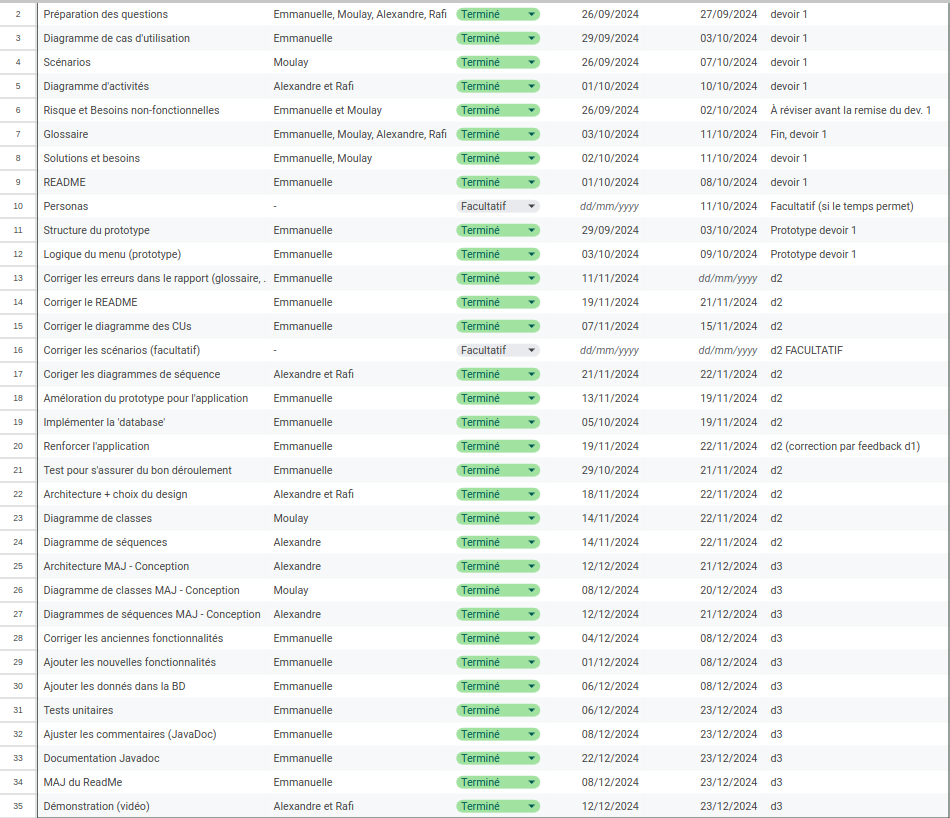 2 Préparation des questions Emmanuelle, Moulay, Alexandre, Rafi Terminé 26/09/2024 27/09/2024 devoir 1
3 Diagramme de cas d'utilisation Emmanuelle Terminé 29/09/2024 03/10/2024 devoir 1
4 Scénarios Moulay Terminé 26/09/2024 07/10/2024 devoir 1
5 Diagramme d'activités Alexandre et Rafi Terminé 01/10/2024 10/10/2024 devoir 1
6 Risque et Besoins non-fonctionnelles Emmanuelle et Moulay Terminé 26/09/2024 02/10/2024 À réviser avant la remise du dev. 1
7 Glossaire Emmanuelle, Moulay, Alexandre, Rafi Terminé 03/10/2024 11/10/2024 Fin, devoir 1
8 Solutions et besoins Emmanuelle, Moulay Terminé 02/10/2024 11/10/2024 devoir 1
9 README Emmanuelle Terminé 01/10/2024 08/10/2024 devoir 1
10 Personas - Facultatif dd/mm/yyyy 11/10/2024 Facultatif (si le temps permet)
11 Structure du prototype Emmanuelle Terminé 29/09/2024 03/10/2024 Prototype devoir 1
12 Logique du menu (prototype) Emmanuelle Terminé 03/10/2024 09/10/2024 Prototype devoir 1
13 Corriger les erreurs dans le rapport (glossaire, . Emmanuelle Terminé 11/11/2024 dd/mm/yyyy d2
14 Corriger le README Emmanuelle Terminé 19/11/2024 21/11/2024 d2
15 Corriger le diagramme des CUs Emmanuelle Terminé 07/11/2024 15/11/2024 d2
16 Corriger les scénarios (facultatif) - Facultatif dd/mm/yyyy dd/mm/yyyy d2 FACULTATIF
17 Coriger les diagrammes de séquence Alexandre et Rafi Terminé 21/11/2024 22/11/2024 d2
18 Amélioration du prototype pour l'application Emmanuelle Terminé 13/11/2024 19/11/2024 d2
19 Implémenter la 'database' Emmanuelle Terminé 05/10/2024 19/11/2024 d2
20 Renforcer l'application Emmanuelle Terminé 19/11/2024 22/11/2024 d2 (correction par feedback d1)
21 Test pour s'assurer du bon déroulement Emmanuelle Terminé 29/10/2024 21/11/2024 d2
22 Architecture + choix du design Alexandre et Rafi Terminé 18/11/2024 22/11/2024 d2
23 Diagramme de classes Moulay Terminé 14/11/2024 22/11/2024 d2
24 Diagramme de séquences Alexandre Terminé 14/11/2024 22/11/2024 d2
25 Architecture MAJ - Conception Alexandre Terminé 12/12/2024 21/12/2024 d3
26 Diagramme de classes MAJ - Conception Moulay Terminé 08/12/2024 20/12/2024 d3
27 Diagrammes de séquences MAJ - Conception Alexandre Terminé 12/12/2024 21/12/2024 d3
28 Corriger les anciennes fonctionnalités Emmanuelle Terminé 04/12/2024 08/12/2024 d3
29 Ajouter les nouvelles fonctionnalités Emmanuelle Terminé 01/12/2024 08/12/2024 d3
30 Ajouter les donnés dans la BD Emmanuelle Terminé 06/12/2024 08/12/2024 d3
31 Tests unitaires Emmanuelle Terminé 06/12/2024 23/12/2024 d3
32 Ajuster les commentaires (JavaDoc) Emmanuelle Terminé 08/12/2024 23/12/2024 d3
33 Documentation Javadoc Emmanuelle Terminé 22/12/2024 23/12/2024 d3
34 MAJ du ReadMe Emmanuelle Terminé 08/12/2024 23/12/2024 d3
35 Démonstration (vidéo) Alexandre et Rafi Terminé 12/12/2024 23/12/2024 d3